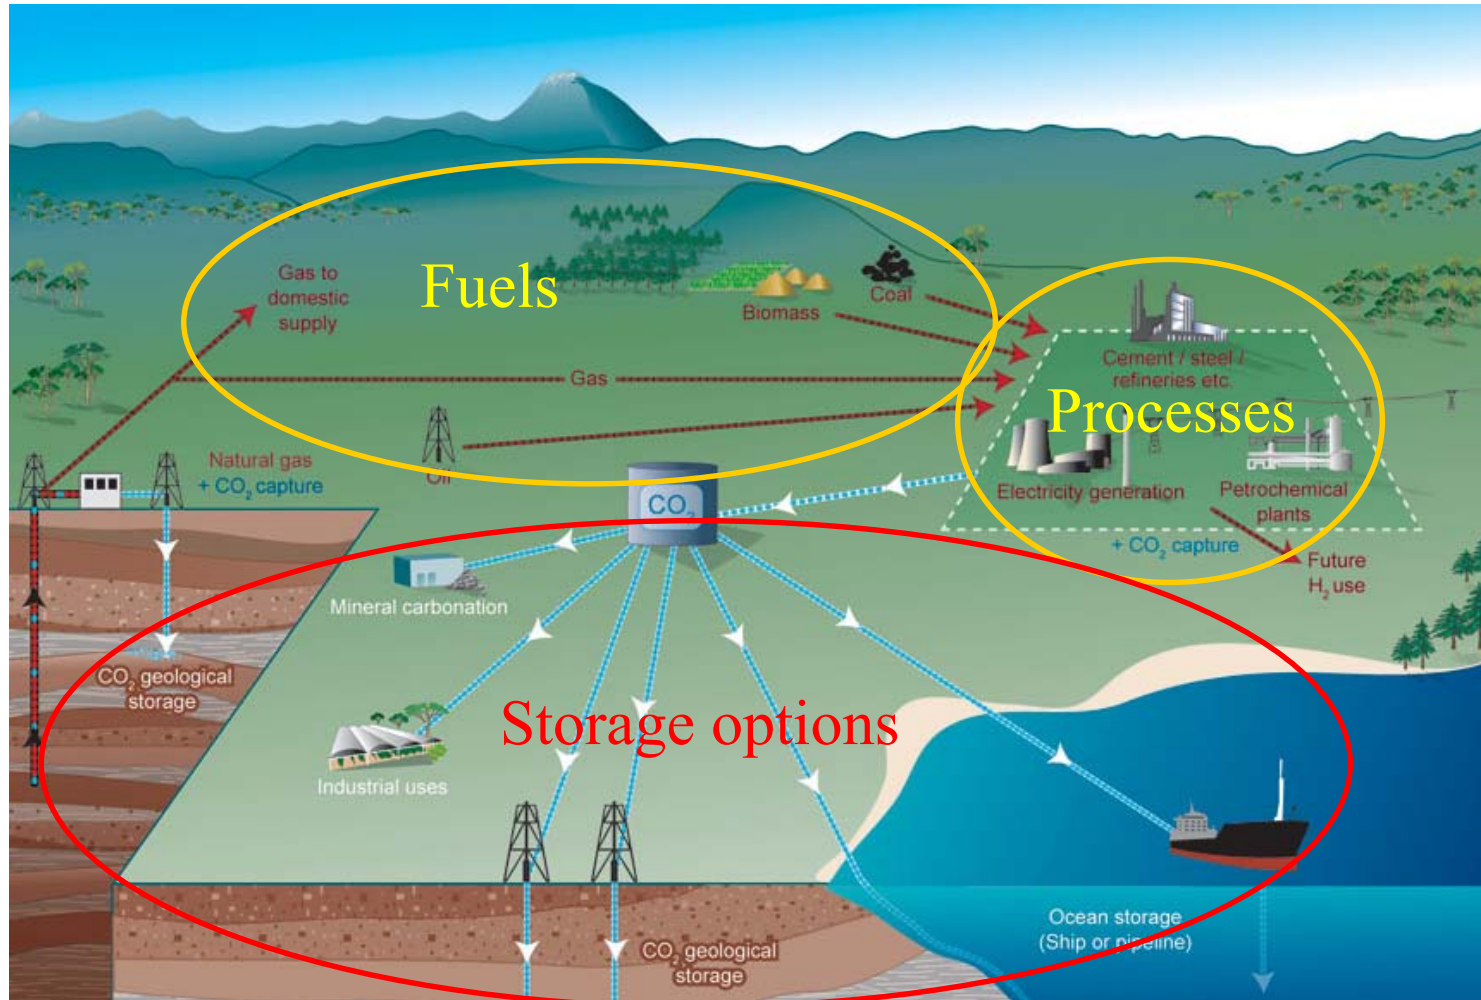 Gas to
domestic
supply
Fuels
Biomass
Coal
Cement / steel /
refineries etc.
Gas
Processes
Natural gas
+ CO₂ capture
Oil
CO₂
Electricity generation
Petrochemical
plants
+ CO₂ capture
Future
H₂ use
Mineral carbonation
CO₂ geological
storage
Storage options
Industrial uses
Ocean storage
(Ship or pipeline)
CO₂ geological
storage